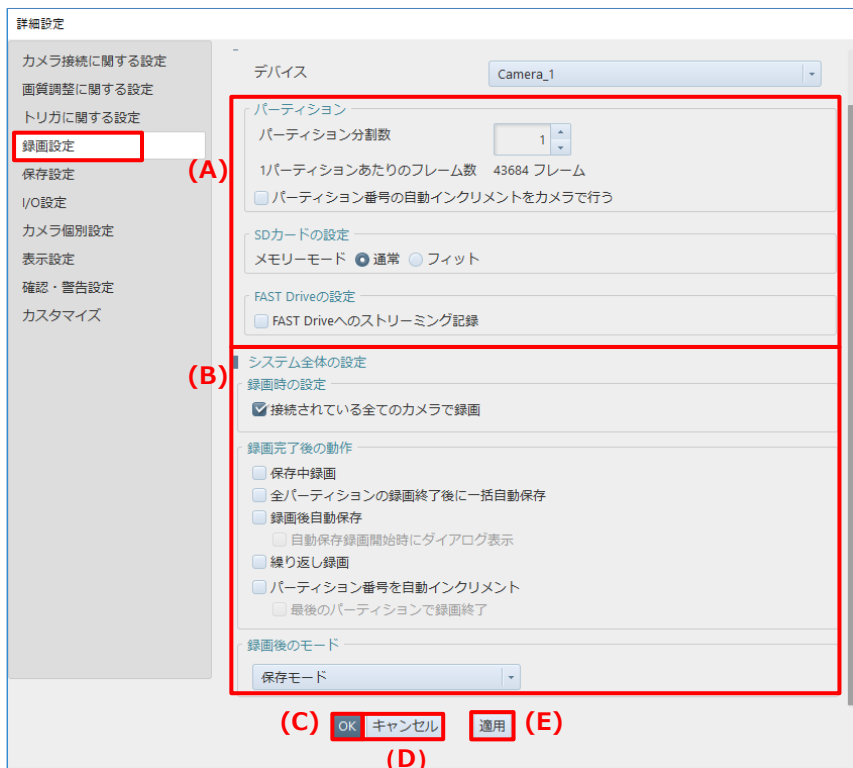 詳細設定
カメラ接続に関する設定
画質調整に関する設定
トリガに関する設定
録画設定
保存設定
I/O設定
カメラ個別設定
表示設定
確認・警告設定
カスタマイズ
デバイス Camera_1
(A)
パーティション
パーティション分割数 1
1パーティションあたりのフレーム数 43684 フレーム
パーティション番号の自動インクリメントをカメラで行う
SDカードの設定
メモリーモード 通常 フィット
FAST Driveの設定
FAST Driveへのストリーミング記録
(B)
システム全体の設定
録画時の設定
接続されている全てのカメラで録画
録画完了後の動作
保存中録画
全パーティションの録画終了後に一括自動保存
録画後自動保存
自動保存録画開始時にダイアログ表示
繰り返し録画
パーティション番号を自動インクリメント
最後のパーティションで録画終了
録画後のモード
保存モード
(C) OK キャンセル 適用 (E)
(D)